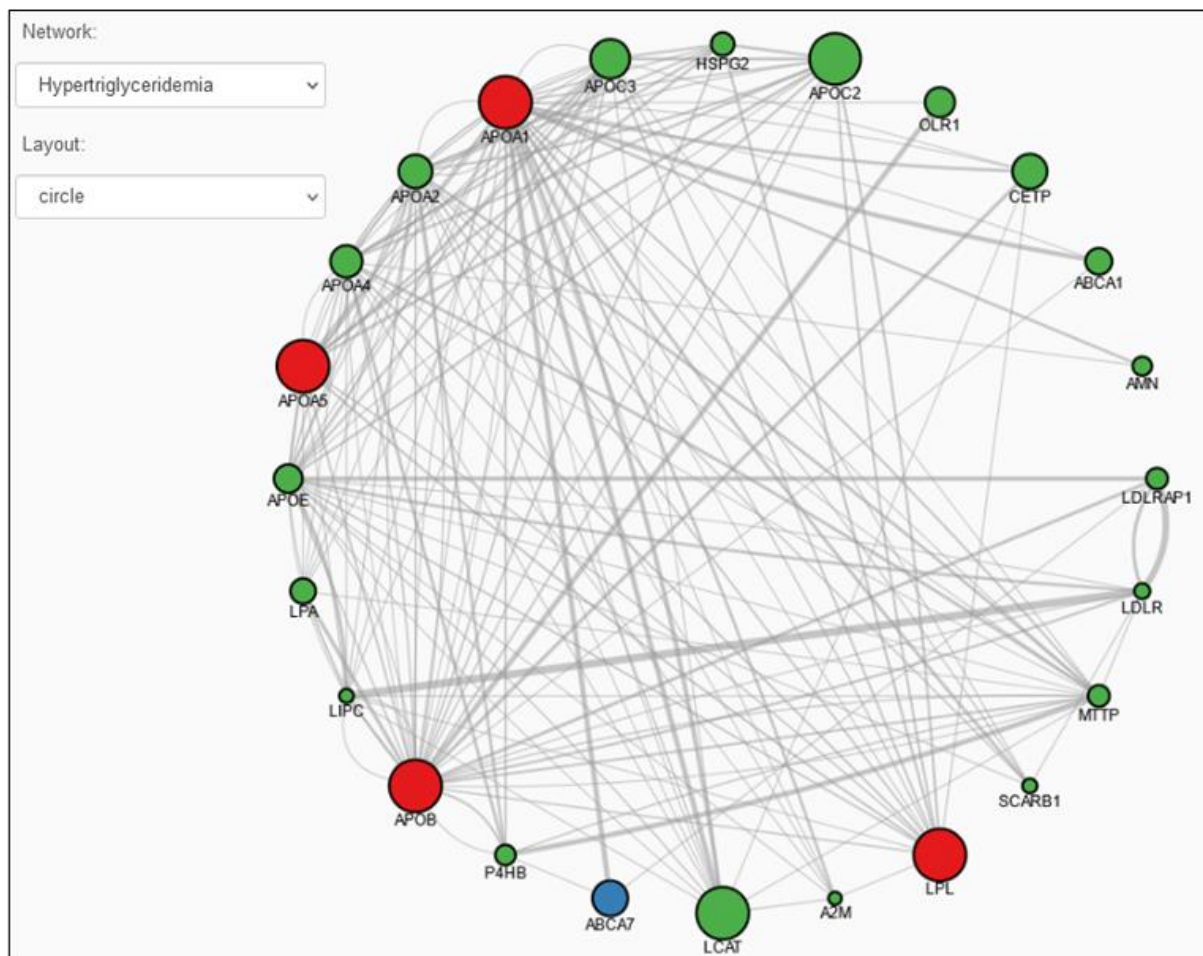 Network:
Hypertriglyceridemia
Layout:
circle
HSPG2
APOC3
APOC2
APOA1
OLR1
APOA2
CETP
APOA4
ABCA1
APOA5
AMN
APOE
LDLRAP1
LPA
LDLR
LIPC
MTTP
APOB
SCARB1
P4HB
LPL
ABCA7
A2M
LCAT